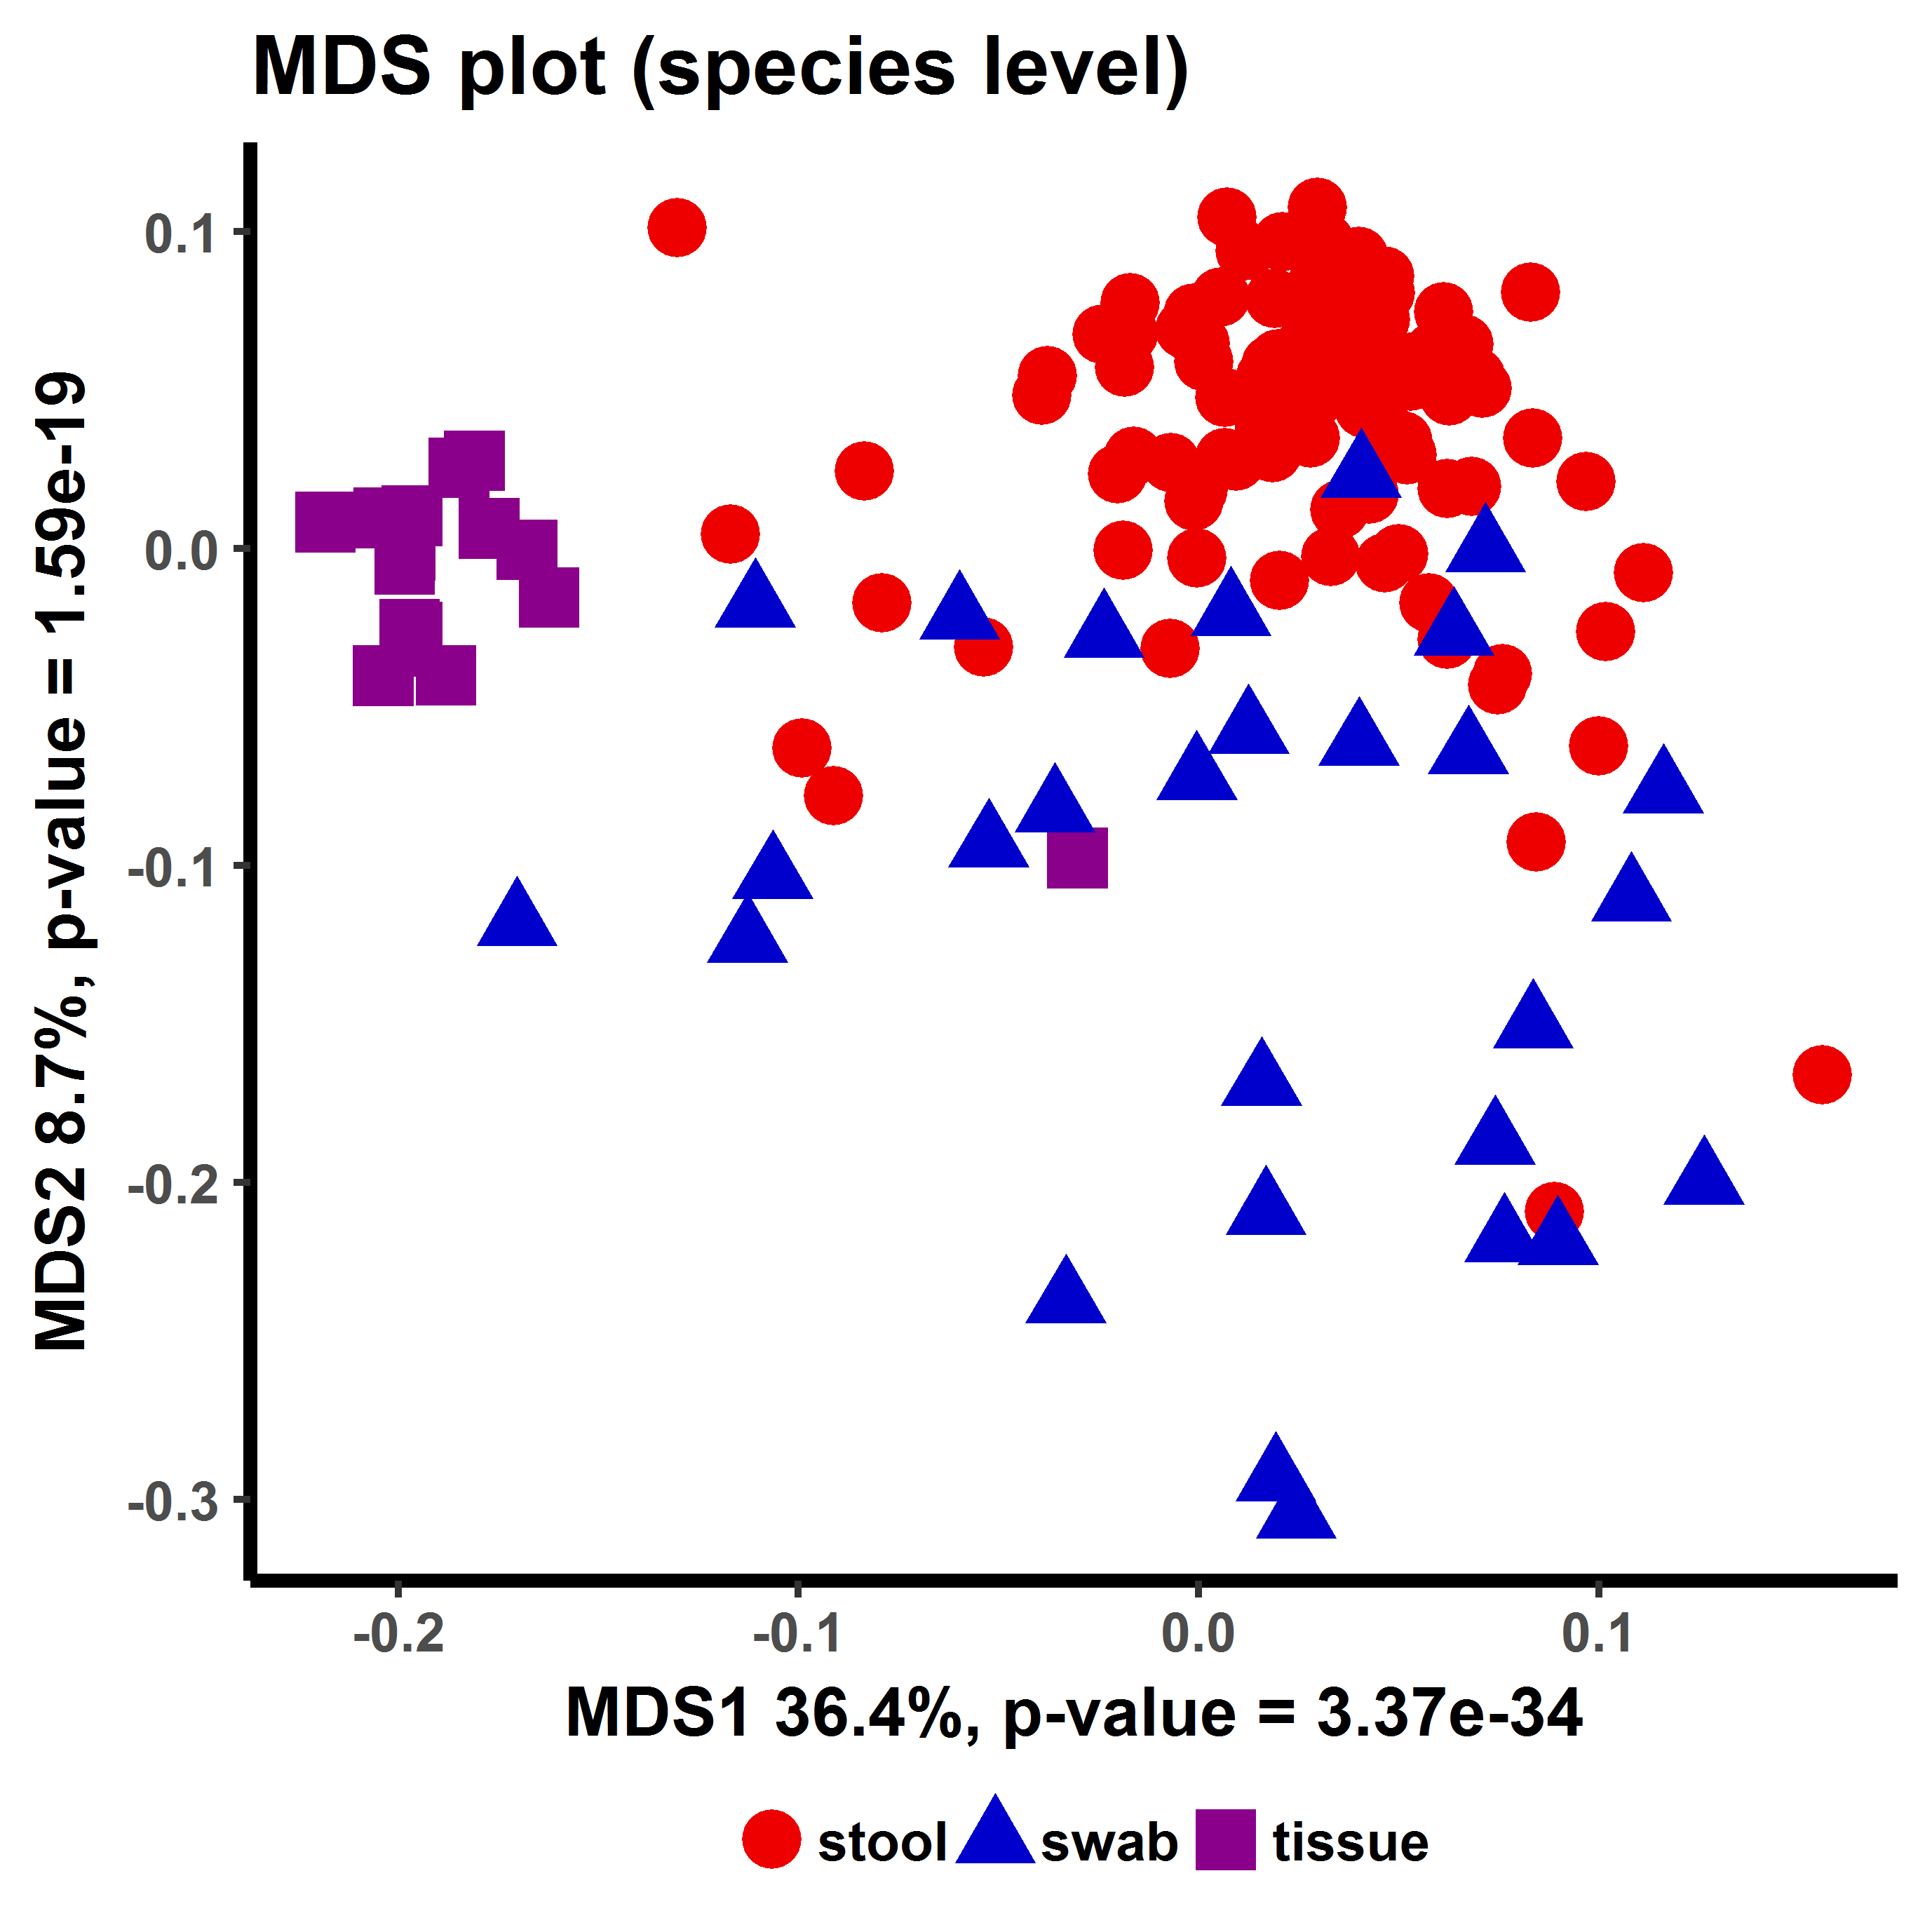 MDS plot (species level)
MDS2 8.7%, p-value = 1.59e-19
0.1
0.0
-0.1
-0.2
-0.3
-0.2 -0.1 0.0 0.1
MDS1 36.4%, p-value = 3.37e-34
stool swab tissue